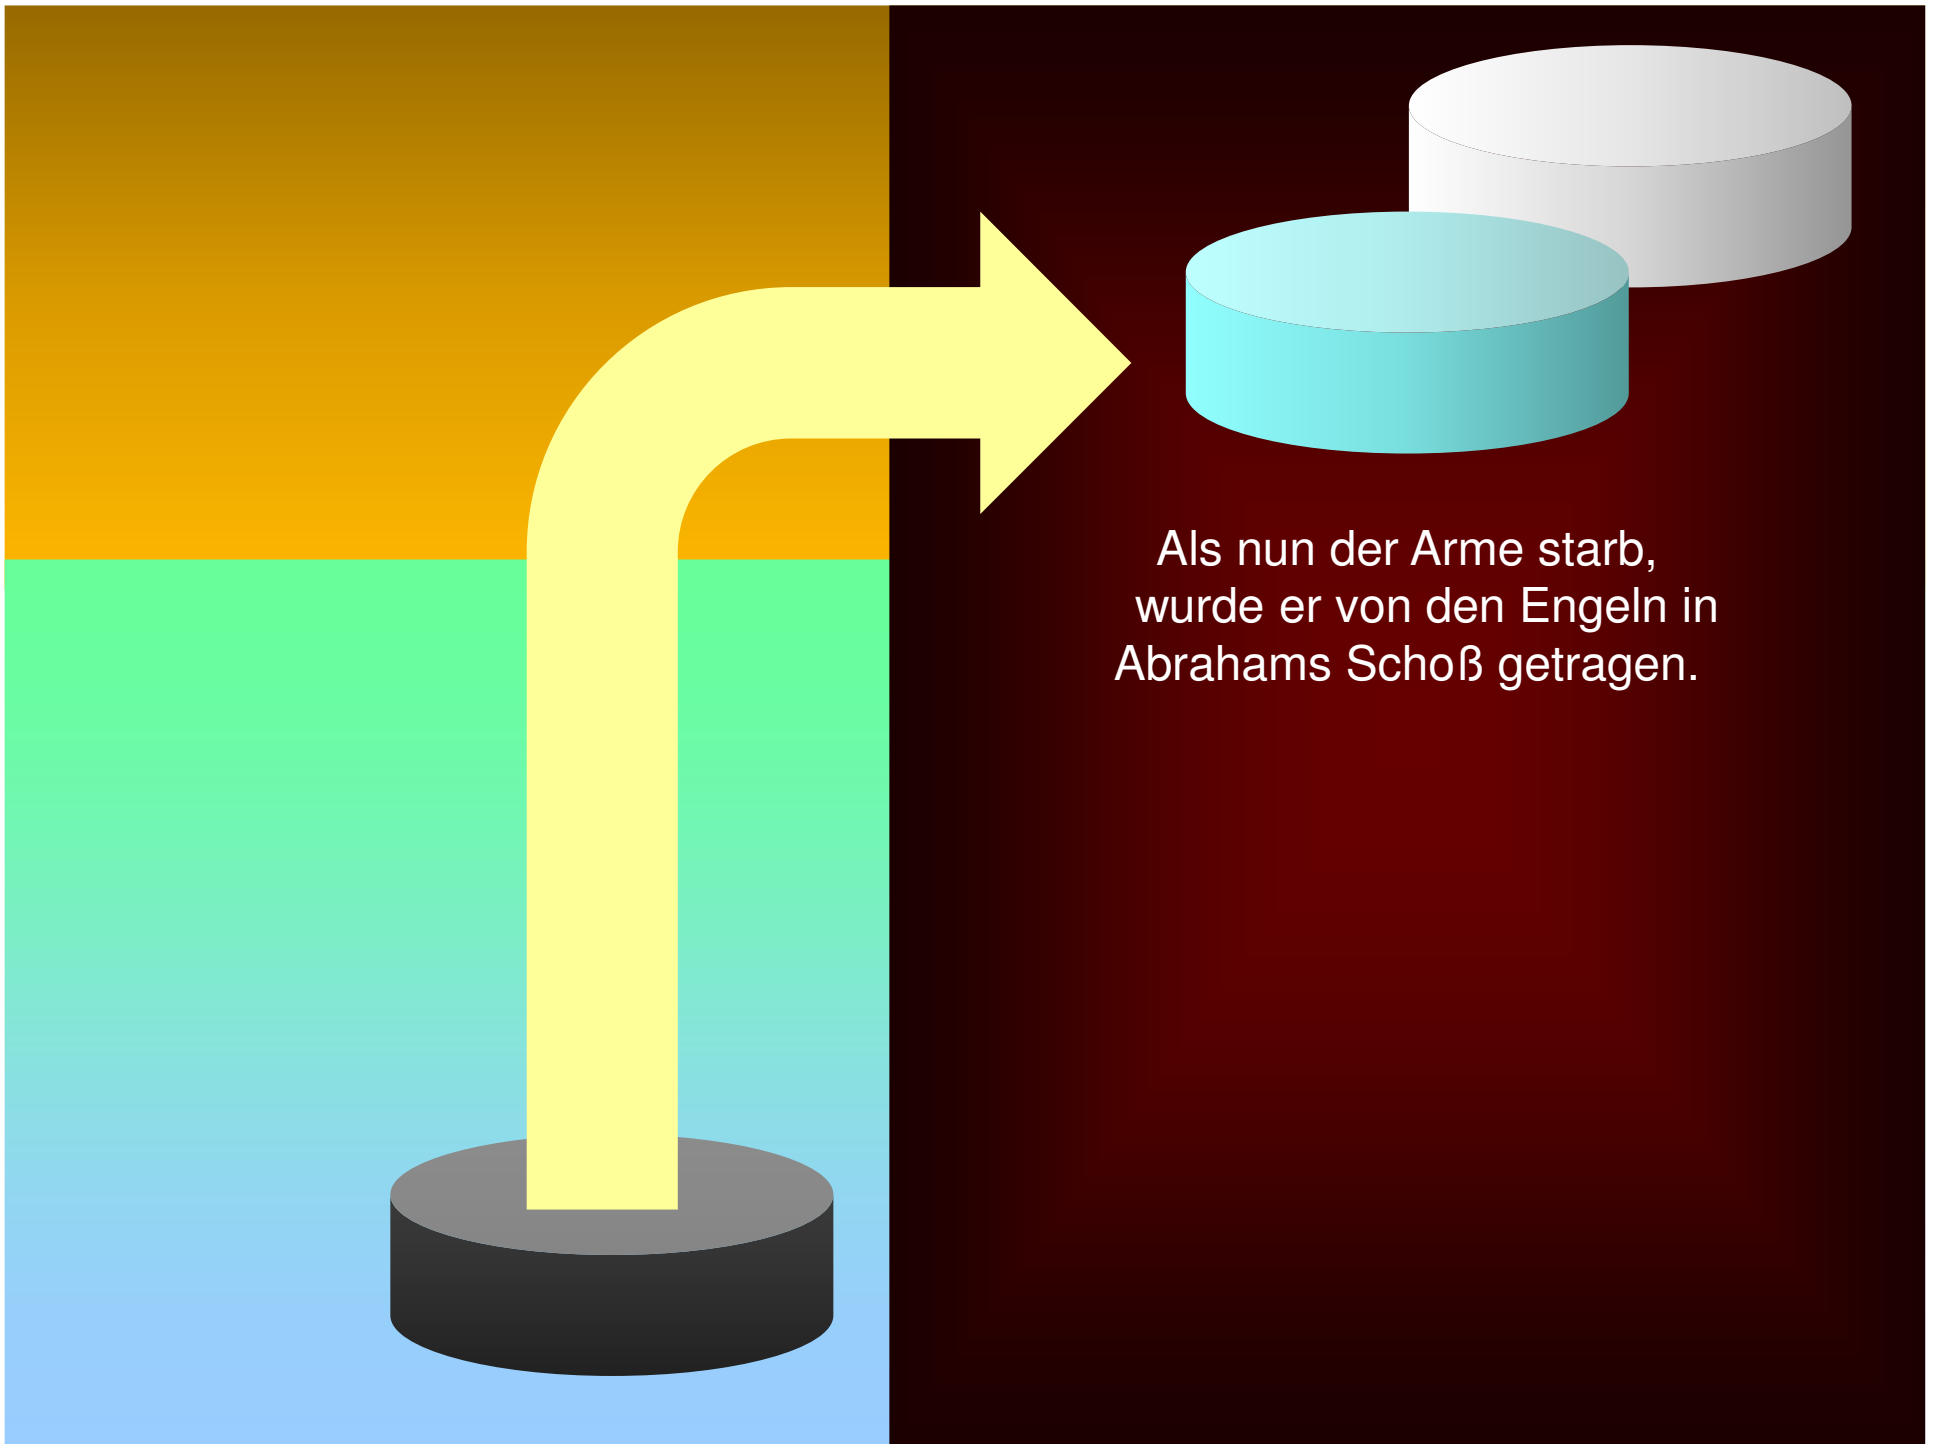 Als nun der Arme starb,
wurde er von den Engeln in
Abrahams Schoß getragen.